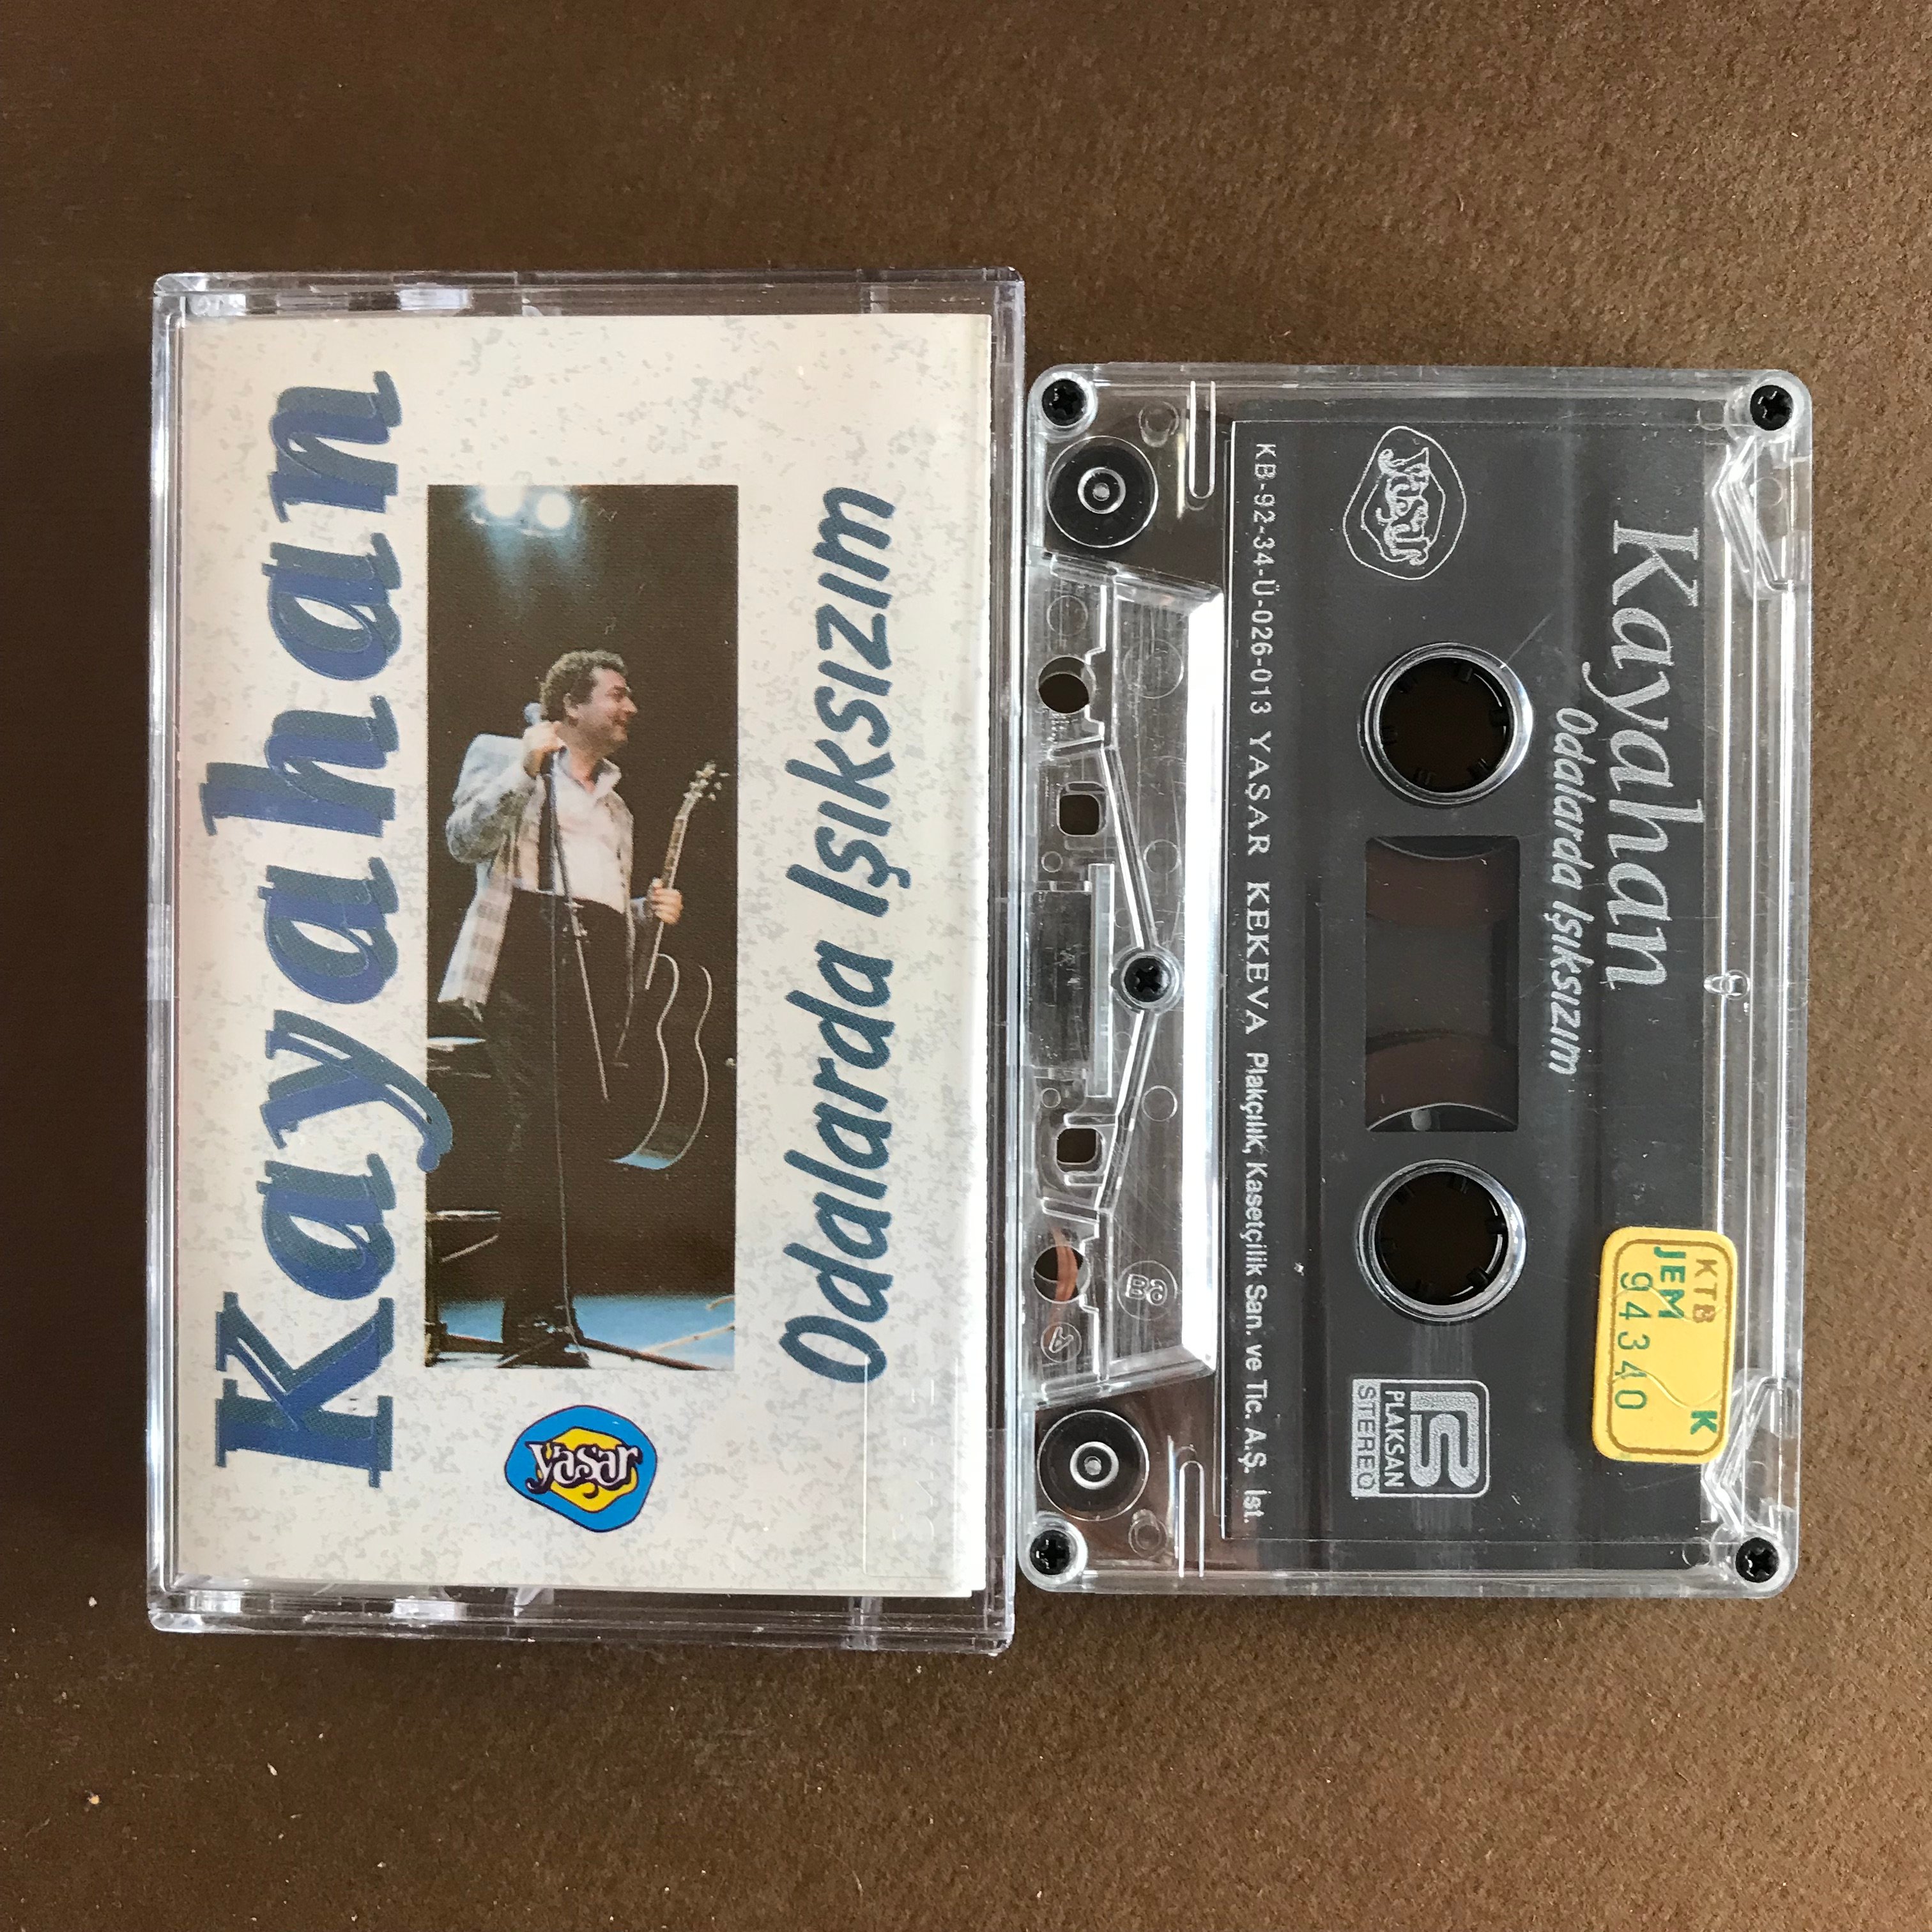 Kayahan
Odalarda Işıksızım
yaşar
Kayahan
Odalarda Işıksızım
yaşar
KB-92-34-Ü-026-013 YAŞAR KEKEVA Plakçılık, Kasetçilik San. ve Tic. A.Ş. İst.
PLAKSAN
STEREO
KTB K
JEM
94340
A